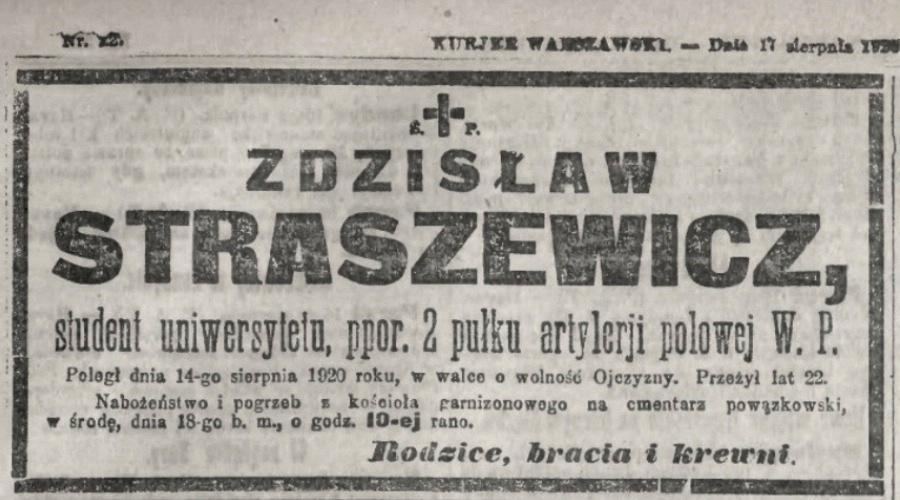 KURJER WARSZAWSKI. — Dnia 17 sierpnia 1920
Ś. P.
ZDZISŁAW
STRASZEWICZ,
student uniwersytetu, ppor. 2 pułku artylerji polowej W. P.
Poległ dnia 14-go sierpnia 1920 roku, w walce o wolność Ojczyzny. Przeżył lat 22.
Nabożeństwo i pogrzeb z kościoła garnizonowego na cmentarz powązkowski,
w środę, dnia 18-go b. m., o godz. 10-ej rano.
Rodzice, bracia i krewni.